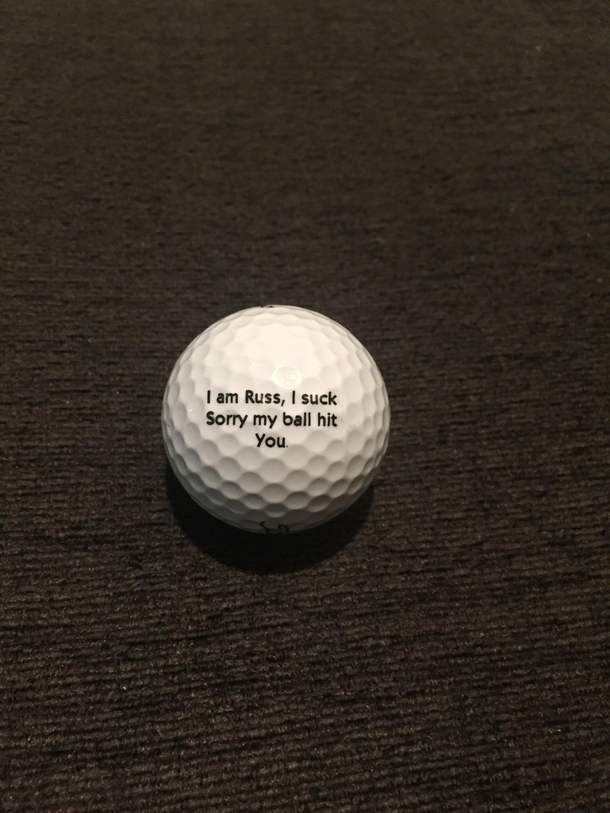 I am Russ, I suck
Sorry my ball hit
You.